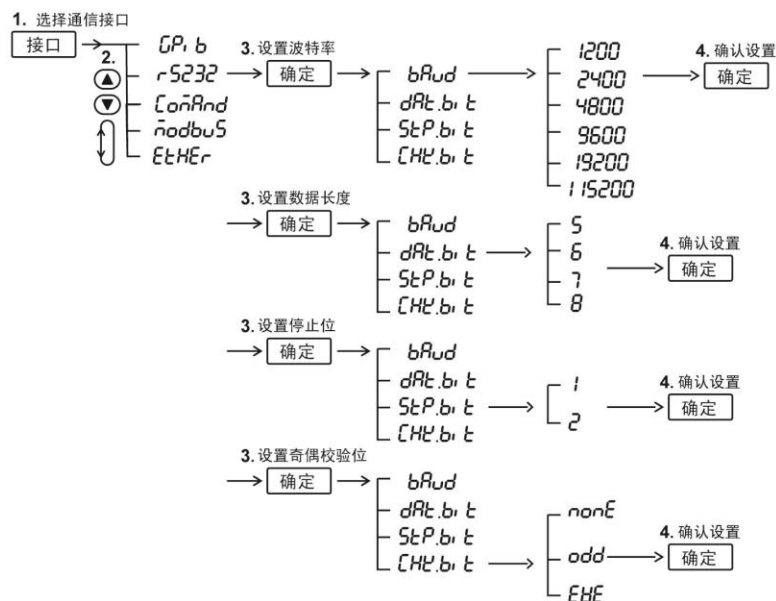 1. 选择通信接口
接口
2.
GPib
rS232
ComAnd
modbuS
EtHEr
3.设置波特率
确定
bAud
dAt.bit
StP.bit
CHK.bit
1200
2400
4800
9600
19200
115200
4. 确认设置
确定
3.设置数据长度
确定
bAud
dAt.bit
StP.bit
CHK.bit
5
6
7
8
4. 确认设置
确定
3.设置停止位
确定
bAud
dAt.bit
StP.bit
CHK.bit
1
2
4. 确认设置
确定
3.设置奇偶校验位
确定
bAud
dAt.bit
StP.bit
CHK.bit
nonE
odd
EHE
4. 确认设置
确定